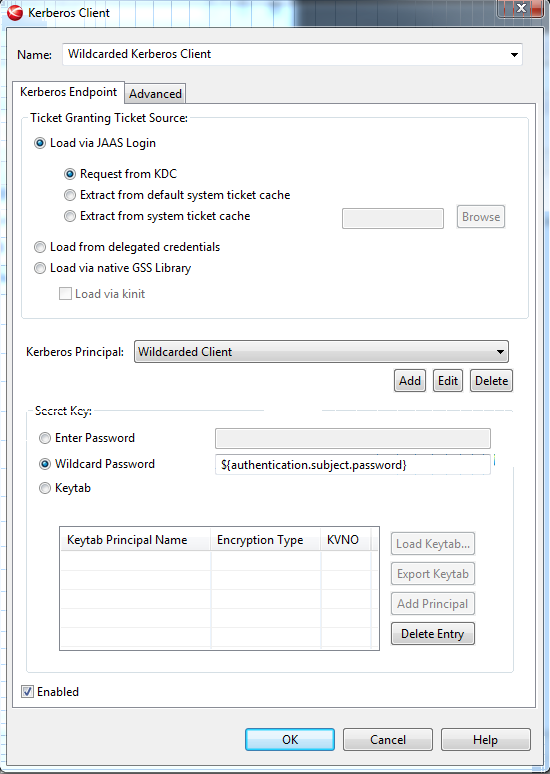 Kerberos Client
Name: Wildcarded Kerberos Client
Kerberos Endpoint Advanced
Ticket Granting Ticket Source:
Load via JAAS Login
Request from KDC
Extract from default system ticket cache
Extract from system ticket cache Browse
Load from delegated credentials
Load via native GSS Library
Load via kinit
Kerberos Principal: Wildcarded Client
Add Edit Delete
Secret Key:
Enter Password
Wildcard Password ${authentication.subject.password}
Keytab
Keytab Principal Name Encryption Type KVNO
Load Keytab...
Export Keytab
Add Principal
Delete Entry
Enabled
OK Cancel Help